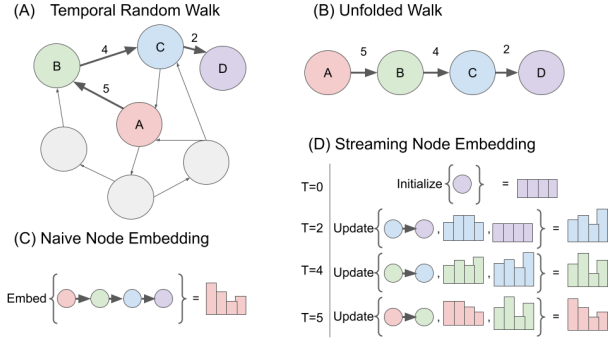 (A) Temporal Random Walk
2
4
C
B
D
5
A
(B) Unfolded Walk
5
4
2
A
B
C
D
(C) Naive Node Embedding
Embed
=
(D) Streaming Node Embedding
T=0
Initialize
=
T=2
Update
,
,
=
T=4
Update
,
,
=
T=5
Update
,
,
=